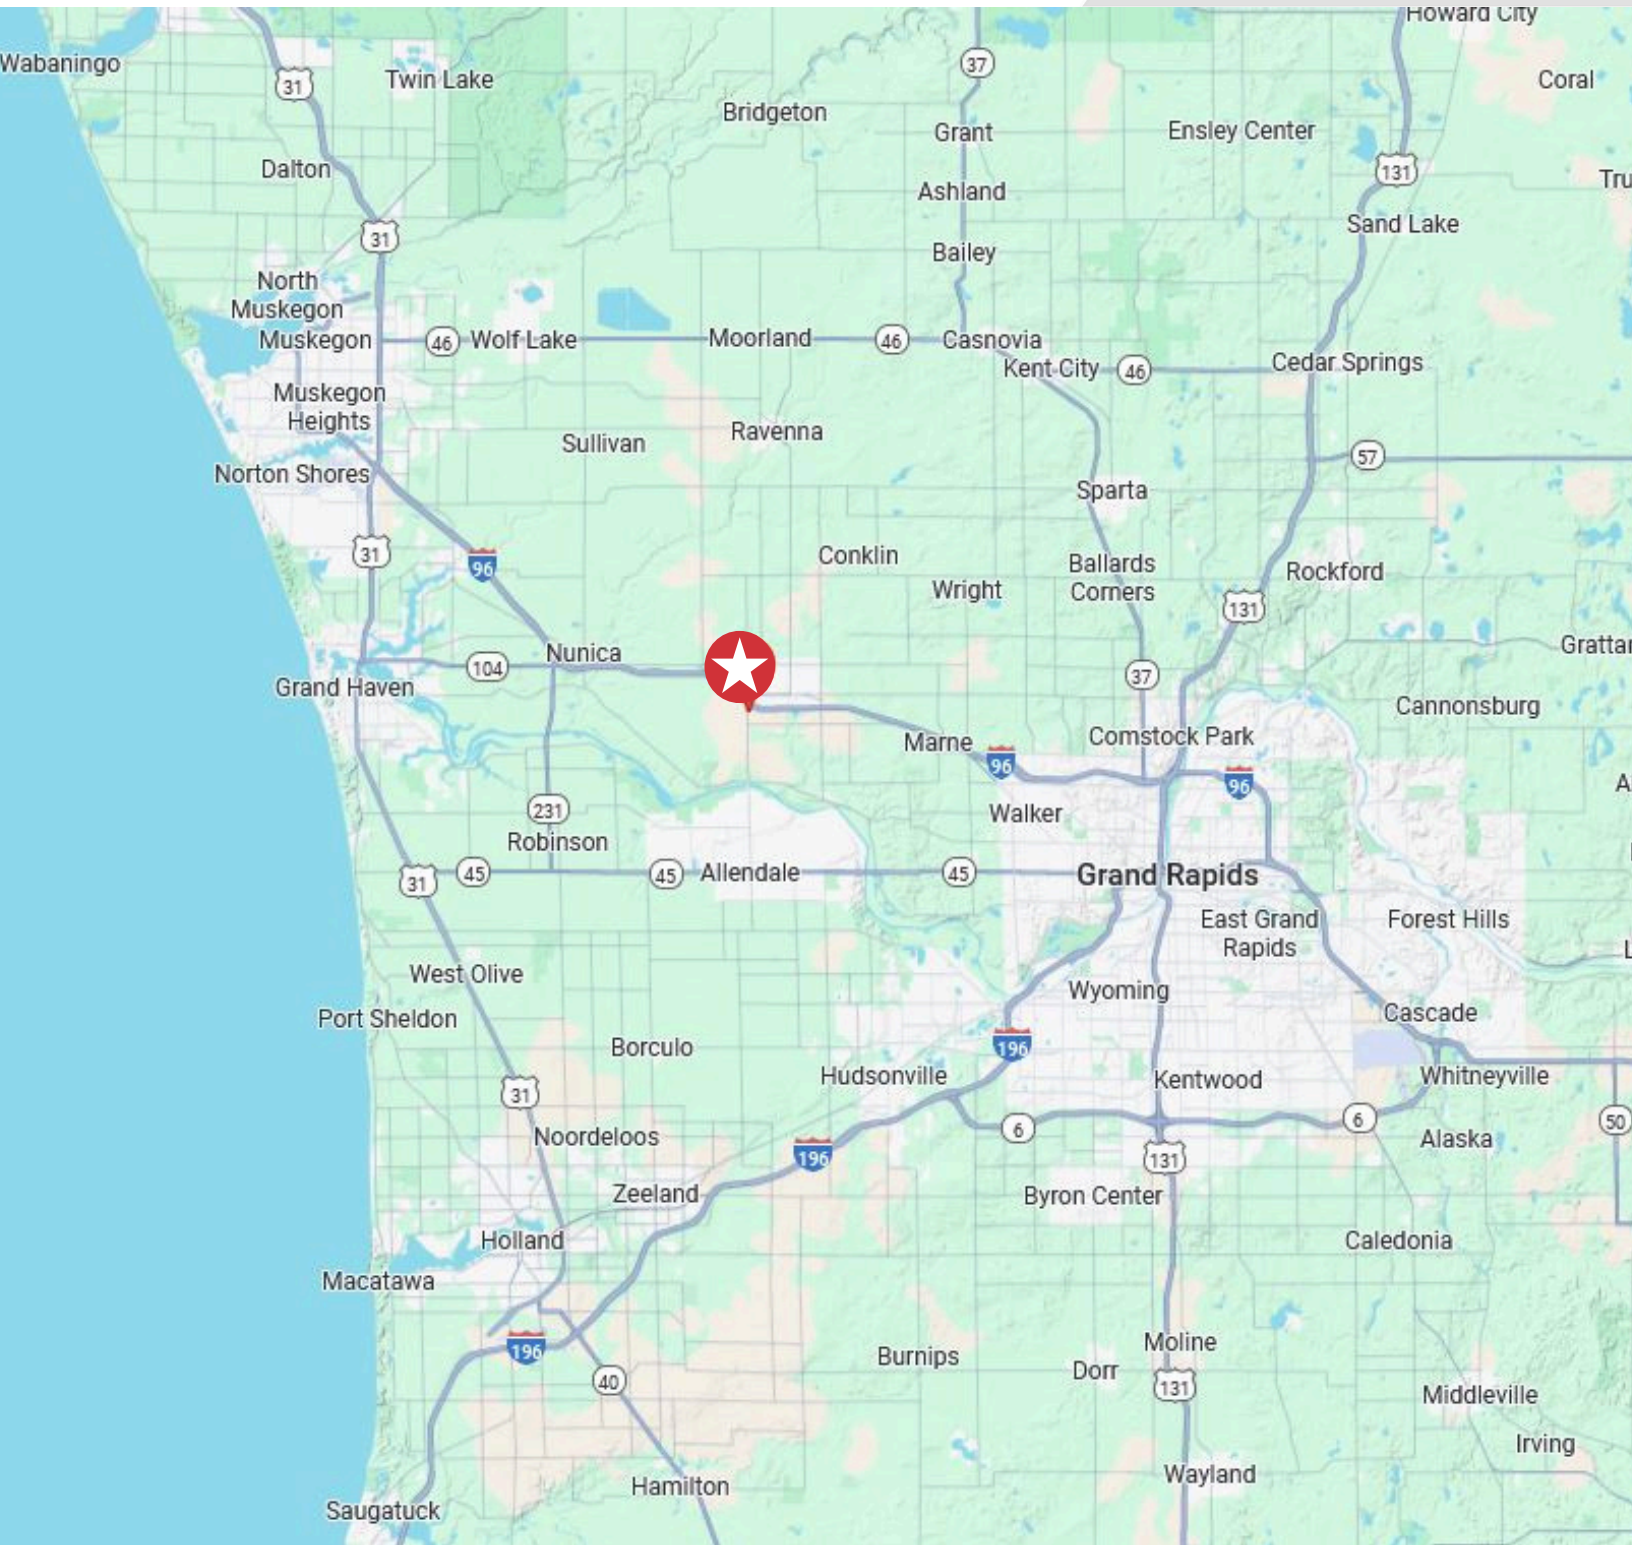 Howard City
Wabaningo
31
Twin Lake
37
Coral
Bridgeton
Grant
Ensley Center
Dalton
131
Tru
Ashland
31
Sand Lake
Bailey
North
Muskegon
Muskegon
46
Wolf Lake
Moorland
46
Casnovia
Kent City
46
Cedar Springs
Muskegon
Heights
Sullivan
Ravenna
57
Norton Shores
Sparta
31
96
Conklin
Ballards
Corners
Wright
Rockford
131
Nunica
104
Grattar
Grand Haven
37
Cannonsburg
Marne
96
Comstock Park
96
A
231
Walker
Robinson
31
45
45
Allendale
45
Grand Rapids
East Grand
Rapids
Forest Hills
L
West Olive
Wyoming
Port Sheldon
Cascade
Borculo
196
Hudsonville
Kentwood
Whitneyville
31
6
6
50
Noordeloos
196
131
Alaska
Zeeland
Byron Center
Holland
Caledonia
Macatawa
196
Burnips
Moline
Dorr
40
131
Middleville
Irving
Hamilton
Wayland
Saugatuck